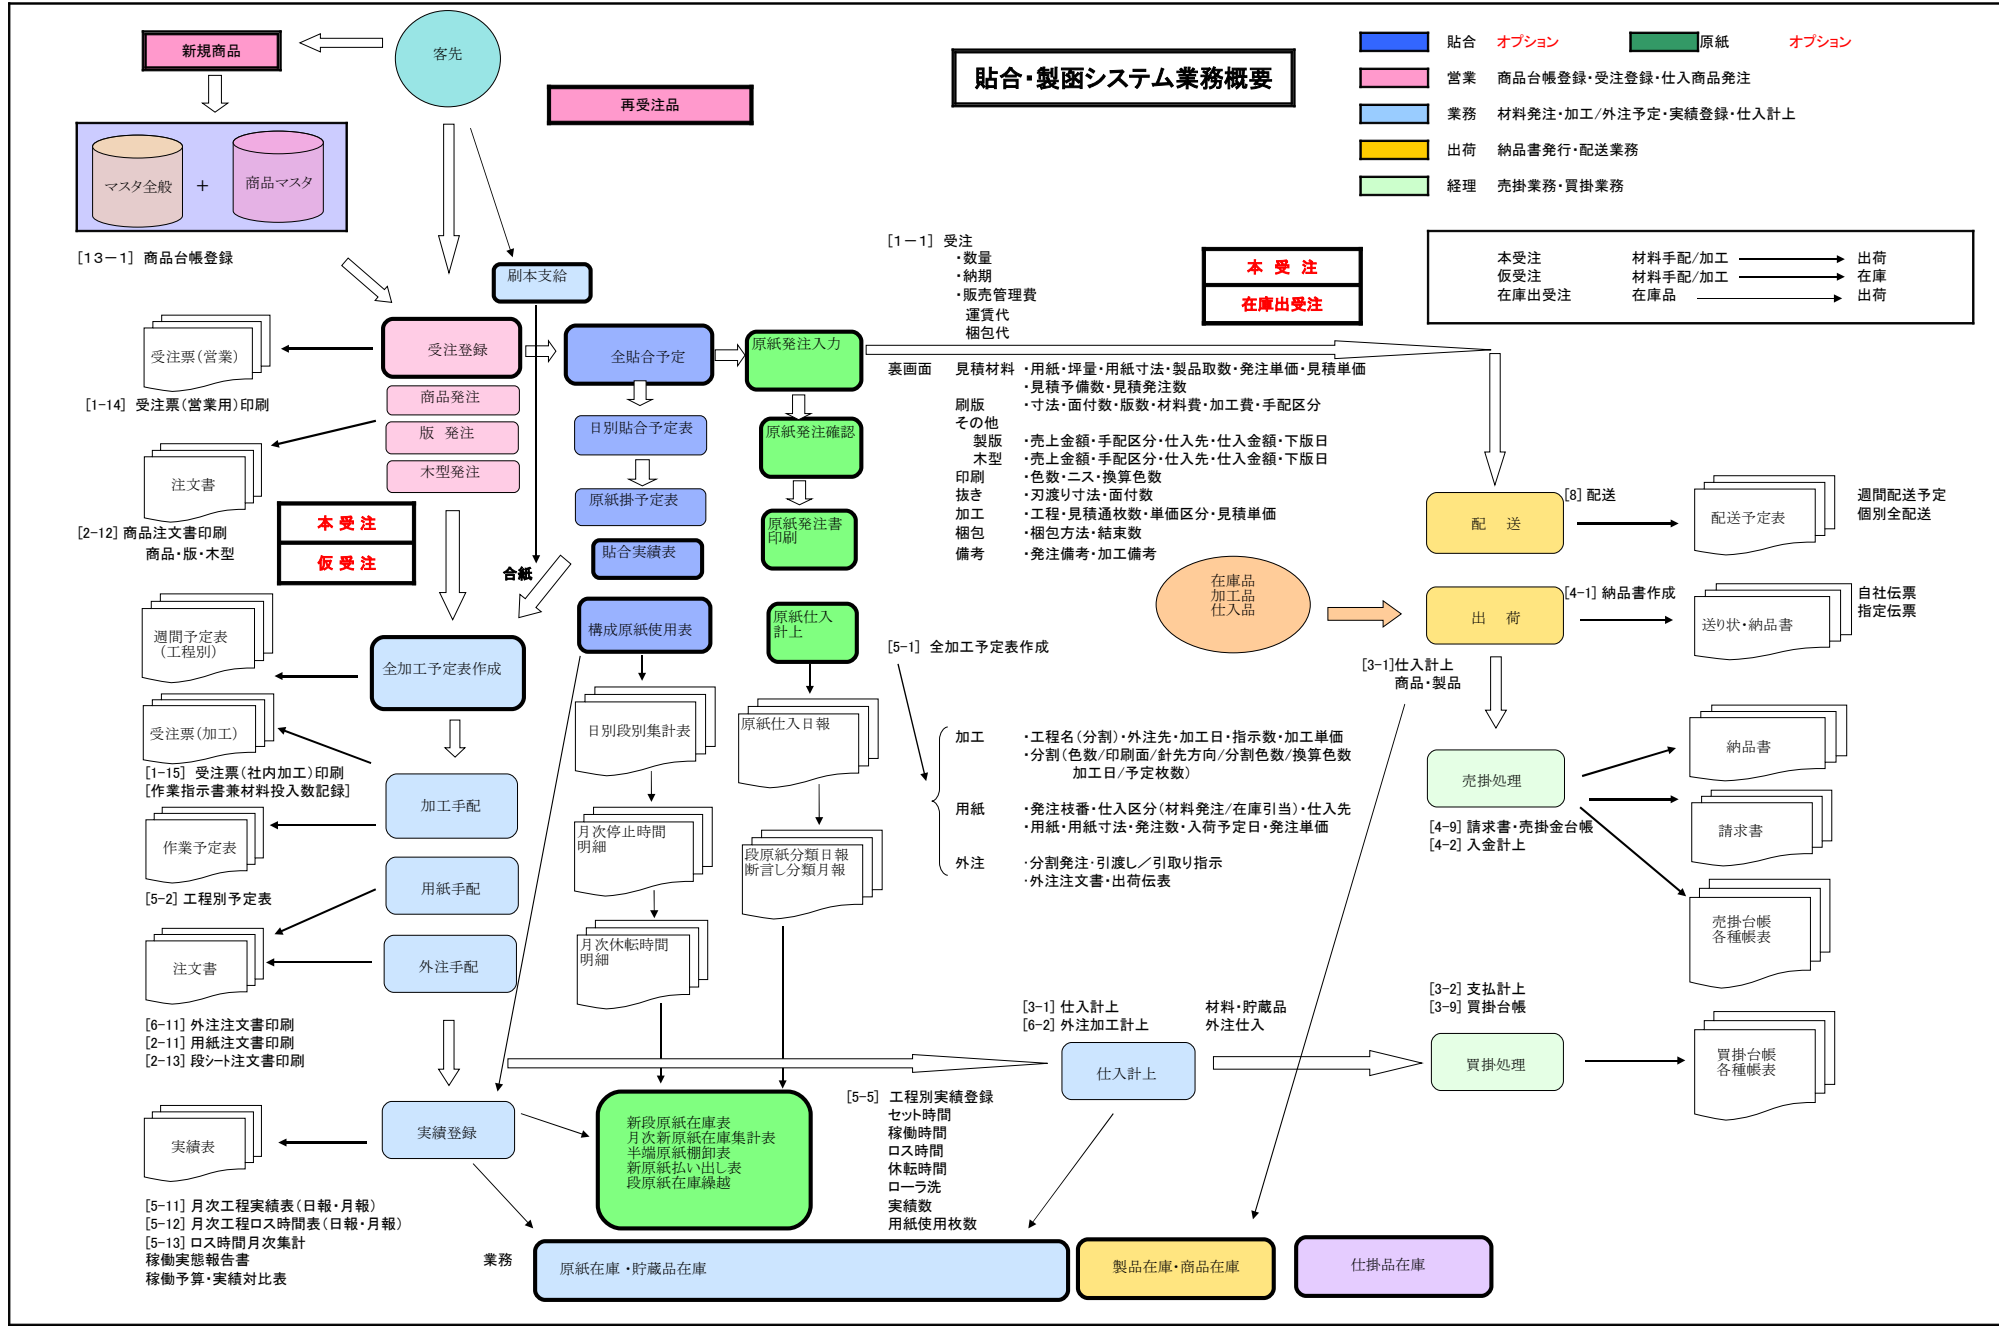 新規商品
客先
貼合・製函システム業務概要
再受注品
貼合 オプション 原紙 オプション
営業 商品台帳登録・受注登録・仕入商品発注
業務 材料発注・加工/外注予定・実績登録・仕入計上
出荷 納品書発行・配送業務
経理 売掛業務・買掛業務
マスタ全般 + 商品マスタ
[13-1] 商品台帳登録
刷本支給
[1-1] 受注
・数量
・納期
・販売管理費
運賃代
梱包代
本 受 注
在庫出受注
本受注 材料手配/加工 出荷
仮受注 材料手配/加工 在庫
在庫出受注 在庫品 出荷
受注票(営業)
[1-14] 受注票(営業用)印刷
受注登録
商品発注
版 発注
木型発注
注文書
[2-12] 商品注文書印刷
商品・版・木型
本 受 注
仮 受 注
合紙
全貼合予定
日別貼合予定表
原紙掛予定表
貼合実績表
構成原紙使用表
原紙発注入力
原紙発注確認
原紙発注書
印刷
原紙仕入
計上
裏画面 見積材料 ・用紙・坪量・用紙寸法・製品取数・発注単価・見積単価
・見積予備数・見積発注数
刷版 ・寸法・面付数・版数・材料費・加工費・手配区分
その他
製版 ・売上金額・手配区分・仕入先・仕入金額・下版日
木型 ・売上金額・手配区分・仕入先・仕入金額・下版日
印刷 ・色数・ニス・換算色数
抜き ・刃渡り寸法・面付数
加工 ・工程・見積通枚数・単価区分・見積単価
梱包 ・梱包方法・結束数
備考 ・発注備考・加工備考
配 送
[8] 配送
配送予定表
週間配送予定
個別全配送
在庫品
加工品
仕入品
出 荷
[4-1] 納品書作成
送り状・納品書
自社伝票
指定伝票
週間予定表
(工程別)
全加工予定表作成
受注票(加工)
[1-15] 受注票(社内加工)印刷
[作業指示書兼材料投入数記録]
加工手配
作業予定表
[5-2] 工程別予定表
用紙手配
外注手配
注文書
[6-11] 外注注文書印刷
[2-11] 用紙注文書印刷
[2-13] 段シート注文書印刷
日別段別集計表
月次停止時間
明細
月次休転時間
明細
原紙仕入日報
段原紙分類日報
断言し分類月報
[5-1] 全加工予定表作成
加工 ・工程名(分割)・外注先・加工日・指示数・加工単価
・分割(色数/印刷面/針先方向/分割色数/換算色数
加工日/予定枚数)
用紙 ・発注枝番・仕入区分(材料発注/在庫引当)・仕入先
・用紙・用紙寸法・発注数・入荷予定日・発注単価
外注 ・分割発注・引渡し/引取り指示
・外注注文書・出荷伝表
[3-1]仕入計上
商品・製品
売掛処理
[4-9] 請求書・売掛金台帳
[4-2] 入金計上
納品書
請求書
売掛台帳
各種帳表
[3-1] 仕入計上 材料・貯蔵品
[6-2] 外注加工計上 外注仕入
仕入計上
[3-2] 支払計上
[3-9] 買掛台帳
買掛処理
買掛台帳
各種帳表
実績登録
実績表
[5-11] 月次工程実績表(日報・月報)
[5-12] 月次工程ロス時間表(日報・月報)
[5-13] ロス時間月次集計
稼働実態報告書
稼働予算・実績対比表
新段原紙在庫表
月次新原紙在庫集計表
半端原紙棚卸表
新原紙払い出し表
段原紙在庫繰越
[5-5] 工程別実績登録
セット時間
稼働時間
ロス時間
休転時間
ローラ洗
実績数
用紙使用枚数
業務
原紙在庫 ・貯蔵品在庫
製品在庫・商品在庫
仕掛品在庫